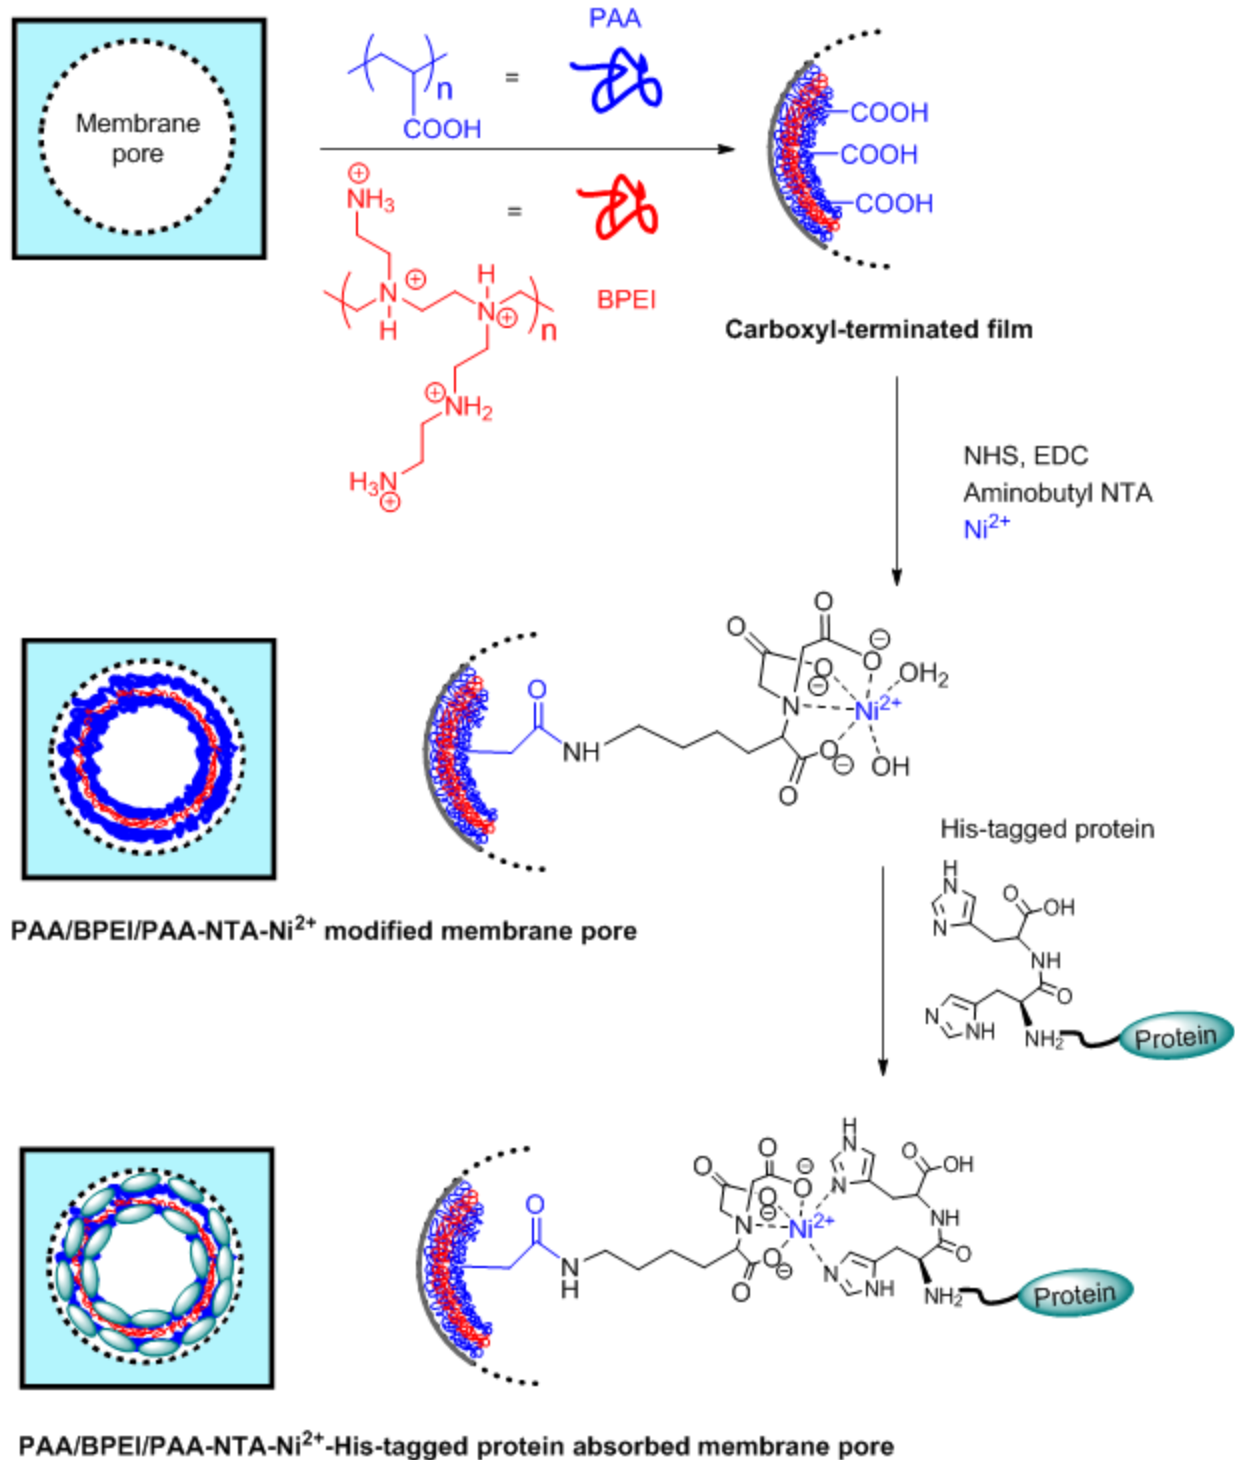 PAA
Membrane
pore
n
=
COOH
COOH
COOH
COOH
⊕
NH3
=
⊕
N
H
H
N
⊕
n
BPEI
⊕
NH2
H3N
⊕
Carboxyl-terminated film
NHS, EDC
Aminobutyl NTA
Ni2+
O
O
O
⊖
O
⊖
OH2
N
Ni2+
O
NH
O
⊖
O
OH
His-tagged protein
H
N
N
O
OH
NH
O
N
NH
NH2
Protein
PAA/BPEI/PAA-NTA-Ni2+ modified membrane pore
O
O
O
⊖
O
⊖
H
N
N
O
OH
N
Ni2+
NH
O
O
N
H
O
⊖
O
N
NH
NH2
Protein
PAA/BPEI/PAA-NTA-Ni2+-His-tagged protein absorbed membrane pore